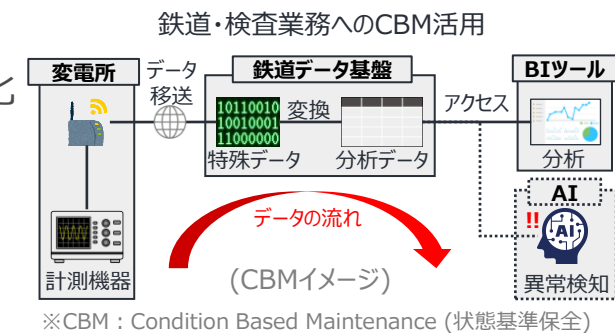 鉄道・検査業務へのCBM活用
変電所
データ
移送
鉄道データ基盤
BIツール
10110010
10010001
11000000
変換
アクセス
特殊データ
分析データ
分析
データの流れ
AI
!!
AI
計測機器
(CBMイメージ)
異常検知
※CBM：Condition Based Maintenance (状態基準保全)